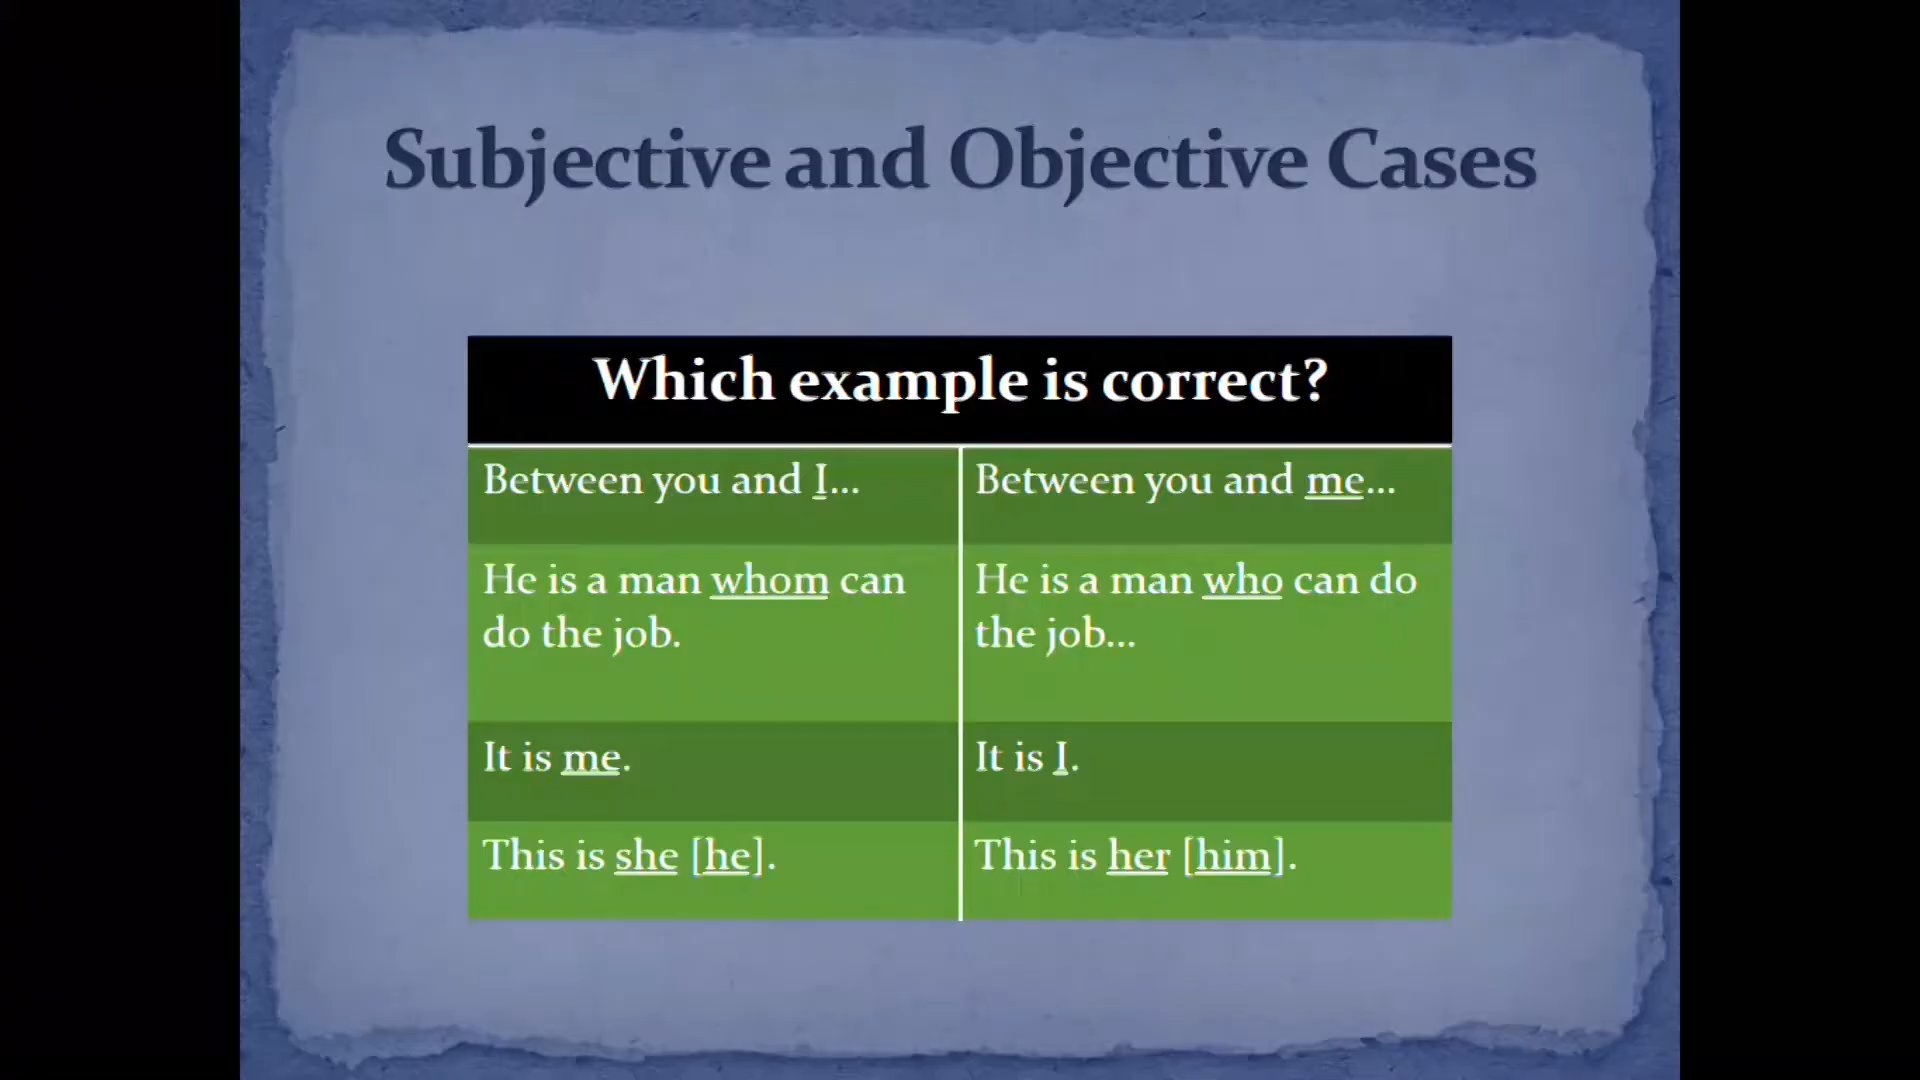 Subjective and Objective Cases
Which example is correct?
Between you and I...
Between you and me...
He is a man whom can
do the job.
He is a man who can do
the job...
It is me.
It is I.
This is she [he].
This is her [him].